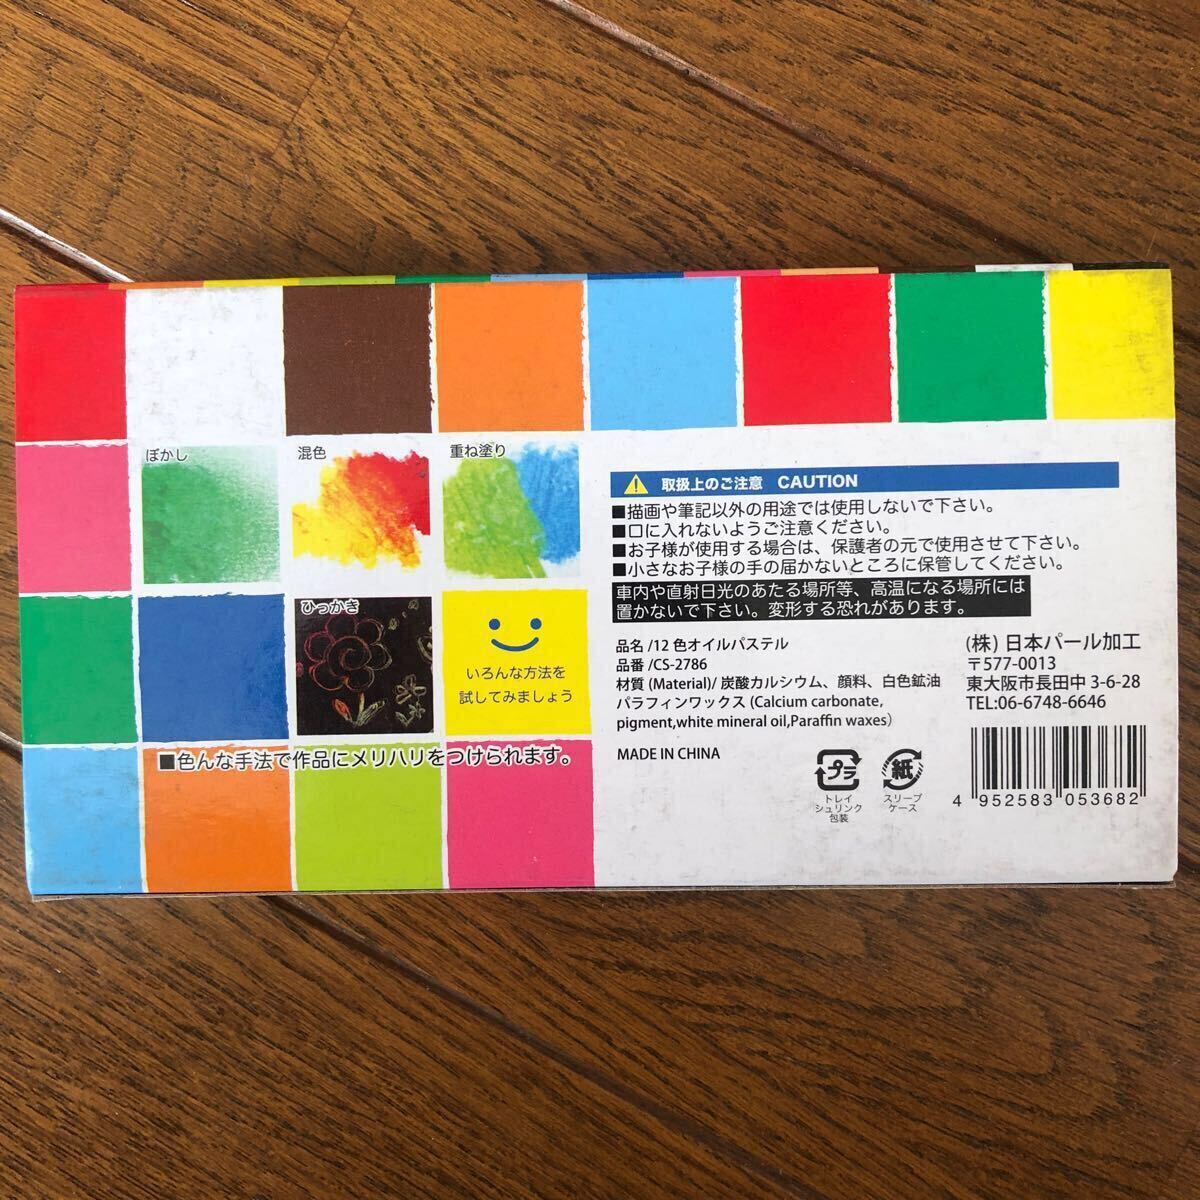 ぼかし
混色
重ね塗り
ひっかき
いろんな方法を
試してみましょう
■色んな手法で作品にメリハリをつけられます。
取扱上のご注意 CAUTION
■描画や筆記以外の用途では使用しないで下さい。
■口に入れないようご注意ください。
■お子様が使用する場合は、保護者の元で使用させて下さい。
■小さなお子様の手の届かないところに保管してください。
車内や直射日光のあたる場所等、高温になる場所には
置かないで下さい。変形する恐れがあります。
品名/12色オイルパステル
品番/CS-2786
材質(Material)/炭酸カルシウム、顔料、白色鉱油
パラフィンワックス(Calcium carbonate,
pigment,white mineral oil,Paraffin waxes)
MADE IN CHINA
(株)日本パール加工
〒577-0013
東大阪市長田中3-6-28
TEL:06-6748-6646
プラ
トレイ
シュリンク
包装
紙
スリーブ
ケース
4 952583 053682